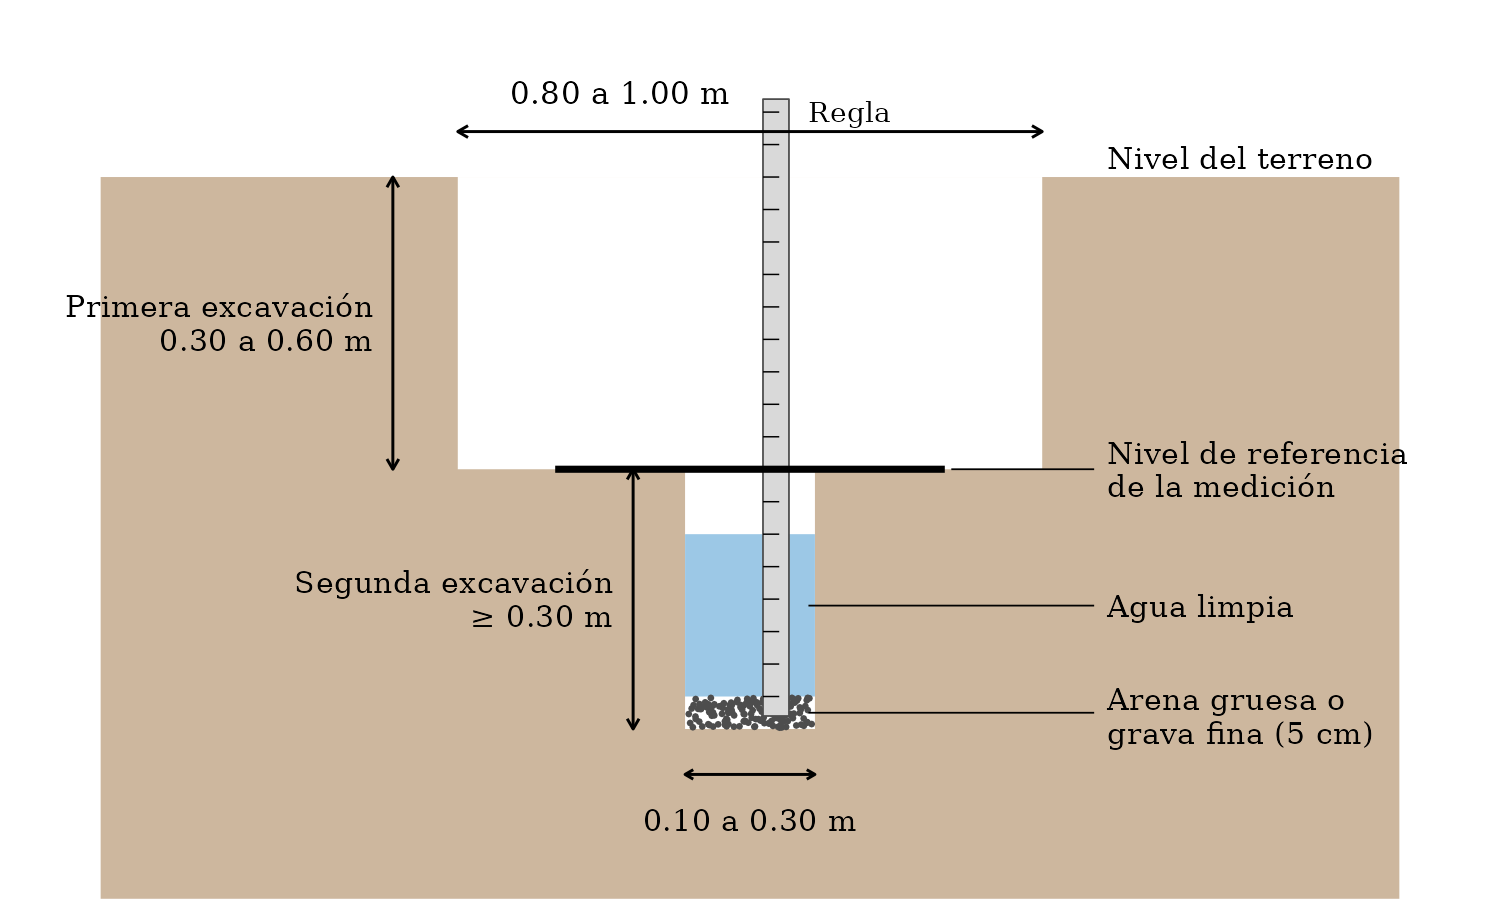 0.80 a 1.00 m
Regla
Nivel del terreno
Primera excavación
0.30 a 0.60 m
Nivel de referencia
de la medición
Segunda excavación
≥ 0.30 m
Agua limpia
Arena gruesa o
grava fina (5 cm)
0.10 a 0.30 m